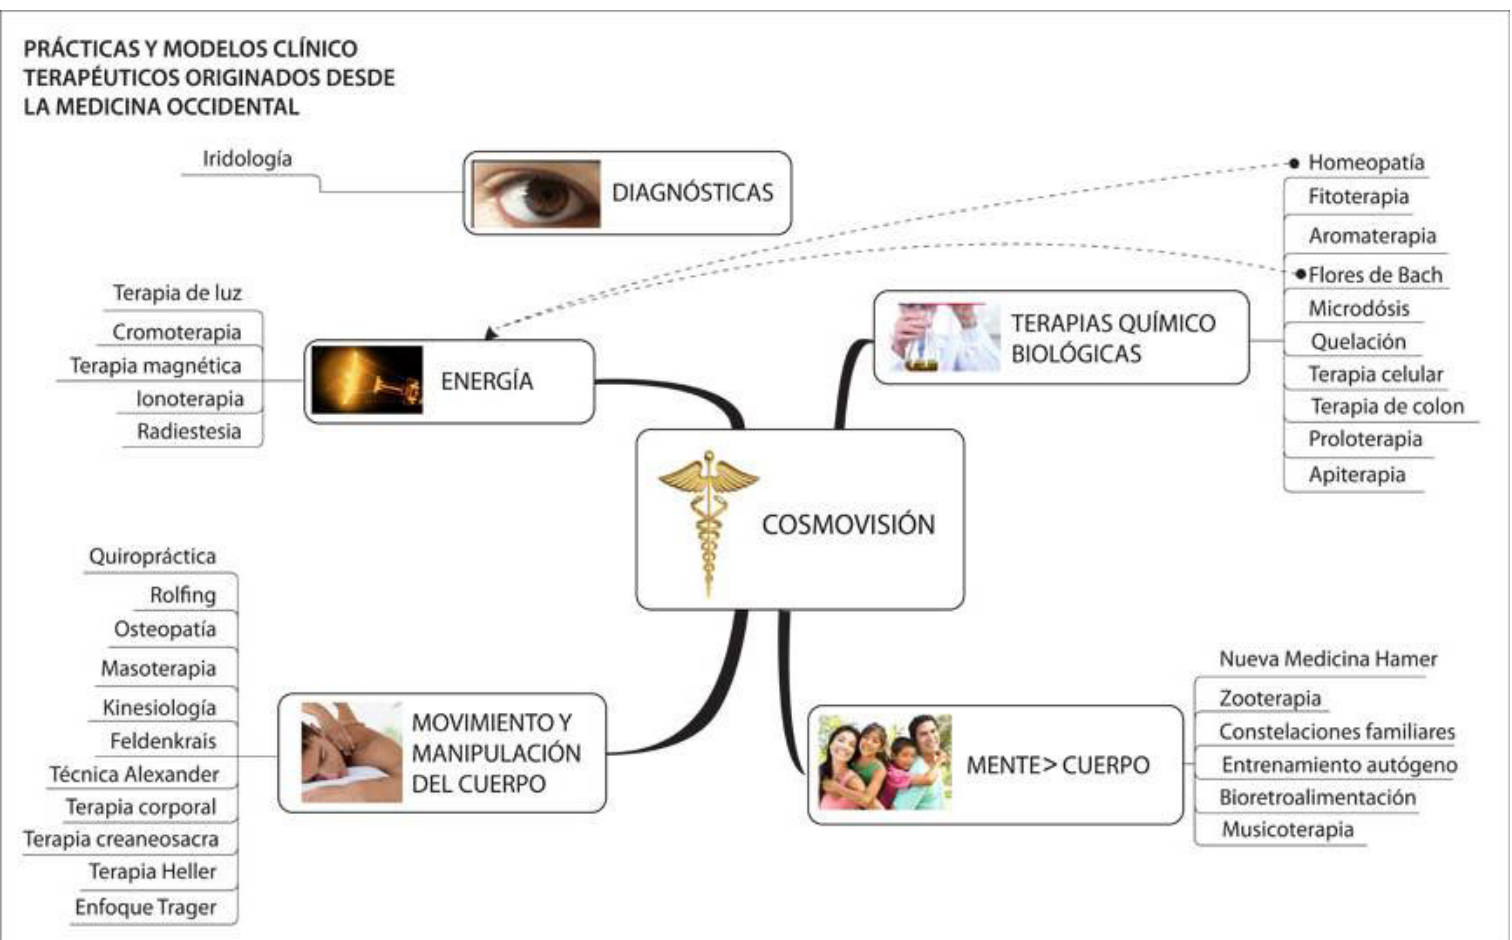 PRÁCTICAS Y MODELOS CLÍNICO
TERAPÉUTICOS ORIGINADOS DESDE
LA MEDICINA OCCIDENTAL
Iridología
DIAGNÓSTICAS
Terapia de luz
Cromoterapia
Terapia magnética
Ionoterapia
Radiestesia
ENERGÍA
Homeopatía
Fitoterapia
Aromaterapia
Flores de Bach
Microdósis
Quelación
Terapia celular
Terapia de colon
Proloterapia
Apiterapia
TERAPIAS QUÍMICO
BIOLÓGICAS
COSMOVISIÓN
Quiropráctica
Rolfing
Osteopatía
Masoterapia
Kinesiología
Feldenkrais
Técnica Alexander
Terapia corporal
Terapia creaneosacra
Terapia Heller
Enfoque Trager
MOVIMIENTO Y
MANIPULACIÓN
DEL CUERPO
MENTE> CUERPO
Nueva Medicina Hamer
Zooterapia
Constelaciones familiares
Entrenamiento autógeno
Bioretroalimentación
Musicoterapia